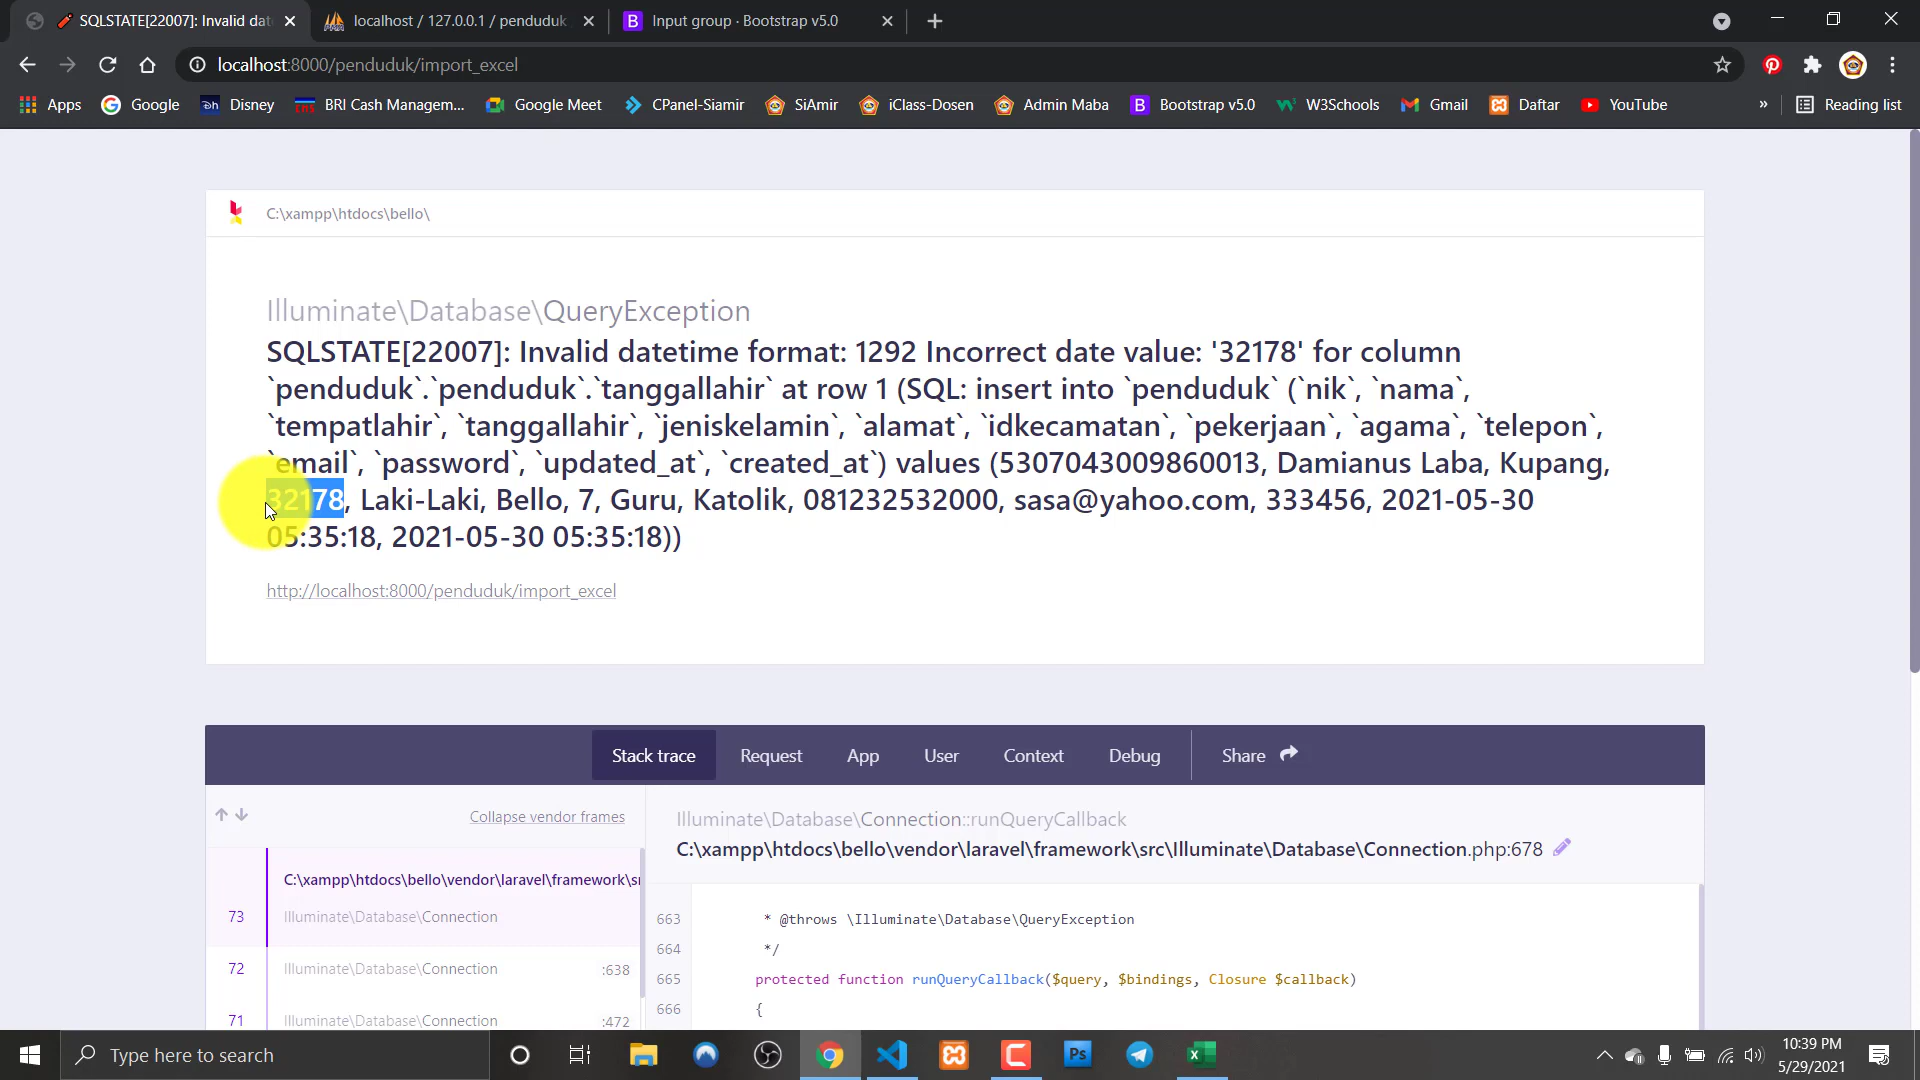 SQLSTATE[22007]: Invalid dat
localhost / 127.0.0.1 / penduduk
Input group · Bootstrap v5.0
localhost:8000/penduduk/import_excel
Apps
Google
Disney
BRI Cash Managem...
Google Meet
CPanel-Siamir
SiAmir
iClass-Dosen
Admin Maba
Bootstrap v5.0
W3Schools
Gmail
Daftar
YouTube
»
Reading list
C:\xampp\htdocs\bello\
Illuminate\Database\QueryException
SQLSTATE[22007]: Invalid datetime format: 1292 Incorrect date value: '32178' for column
`penduduk`.`penduduk`.`tanggallahir` at row 1 (SQL: insert into `penduduk` (`nik`, `nama`,
`tempatlahir`, `tanggallahir`, `jeniskelamin`, `alamat`, `idkecamatan`, `pekerjaan`, `agama`, `telepon`,
`email`, `password`, `updated_at`, `created_at`) values (5307043009860013, Damianus Laba, Kupang,
32178, Laki-Laki, Bello, 7, Guru, Katolik, 081232532000, sasa@yahoo.com, 333456, 2021-05-30
05:35:18, 2021-05-30 05:35:18))
http://localhost:8000/penduduk/import_excel
Stack trace
Request
App
User
Context
Debug
Share
Collapse vendor frames
C:\xampp\htdocs\bello\vendor\laravel\framework\sr
73 Illuminate\Database\Connection
72 Illuminate\Database\Connection :638
71 Illuminate\Database\Connection :472
Illuminate\Database\Connection::runQueryCallback
C:\xampp\htdocs\bello\vendor\laravel\framework\src\Illuminate\Database\Connection.php:678
663 * @throws \Illuminate\Database\QueryException
664 */
665 protected function runQueryCallback($query, $bindings, Closure $callback)
666 {
Type here to search
Ps
10:39 PM
5/29/2021